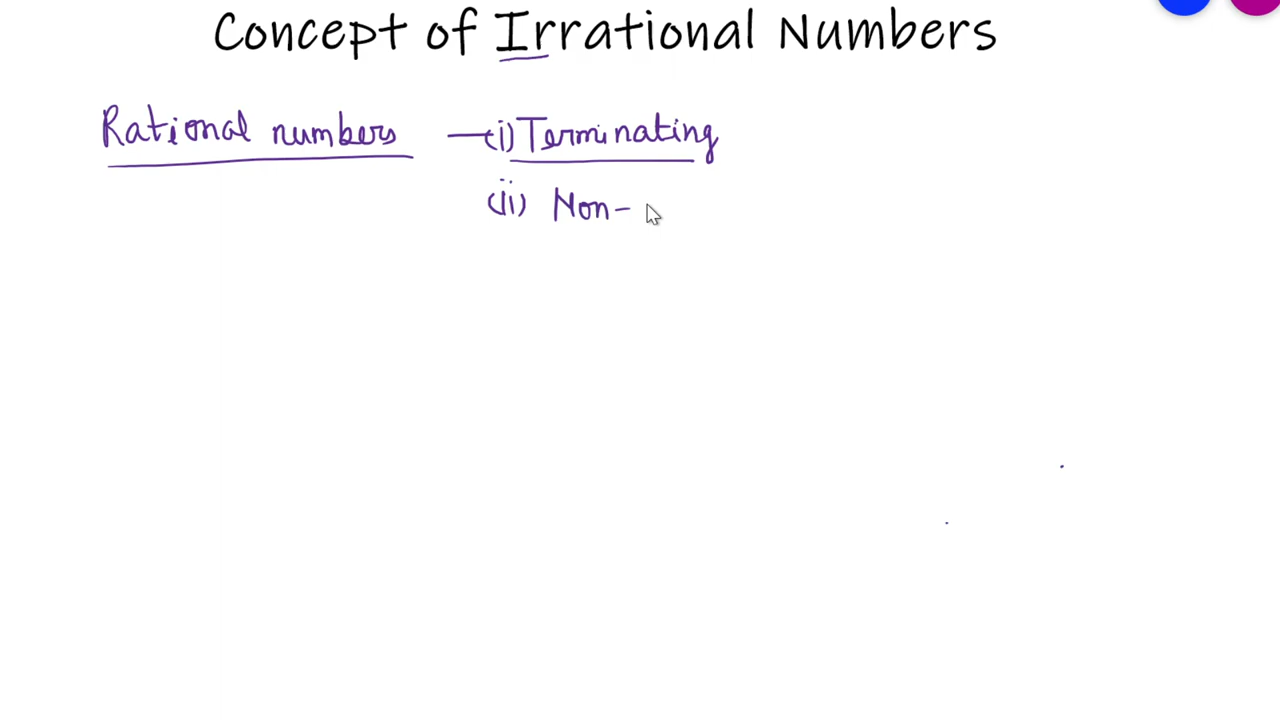 Concept of Irrational Numbers
Rational numbers — (i) Terminating
(ii) Non-